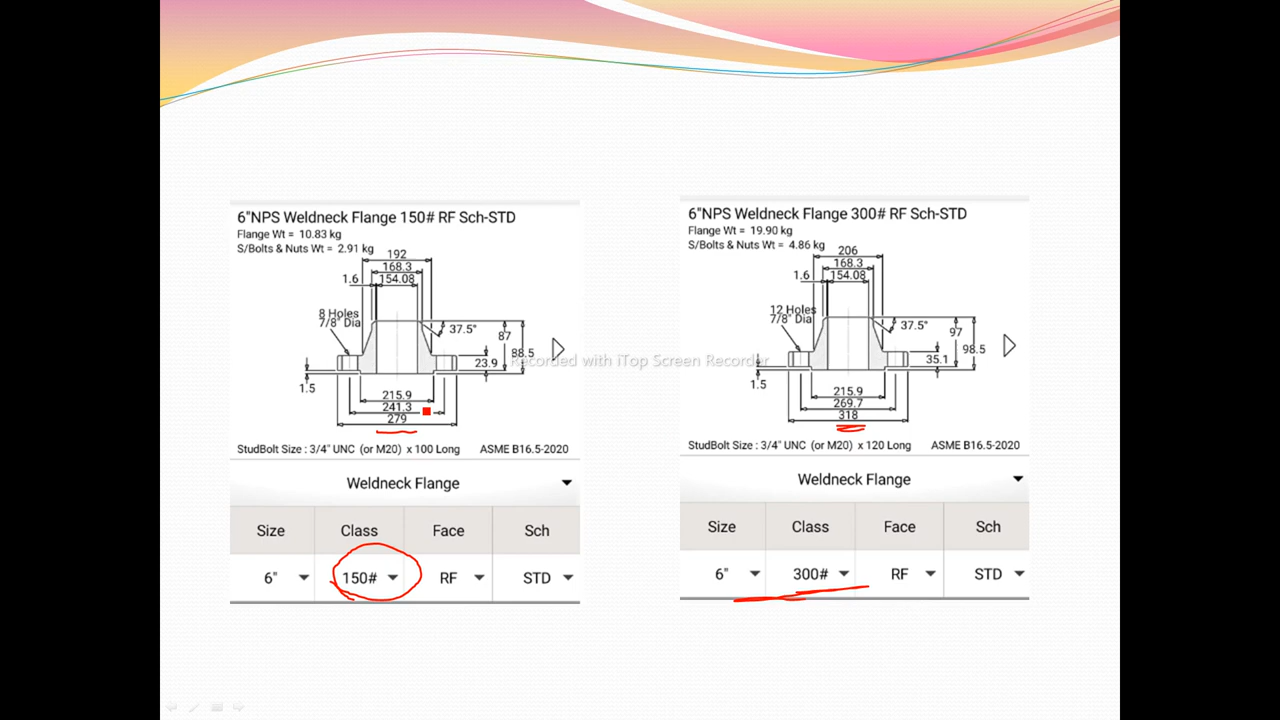 6"NPS Weldneck Flange 150# RF Sch-STD
Flange Wt = 10.83 kg
S/Bolts & Nuts Wt = 2.91 kg
192
168.3
1.6
154.08
8 Holes
7/8" Dia
37.5°
87
88.5
23.9
1.5
215.9
241.3
279
StudBolt Size : 3/4" UNC (or M20) x 100 Long ASME B16.5-2020
Weldneck Flange
Size Class Face Sch
6" 150# RF STD
6"NPS Weldneck Flange 300# RF Sch-STD
Flange Wt = 19.90 kg
S/Bolts & Nuts Wt = 4.86 kg
206
168.3
1.6
154.08
12 Holes
7/8" Dia
37.5°
97
98.5
35.1
1.5
215.9
269.7
318
StudBolt Size : 3/4" UNC (or M20) x 120 Long ASME B16.5-2020
Weldneck Flange
Size Class Face Sch
6" 300# RF STD
Recorded with iTop Screen Recorder